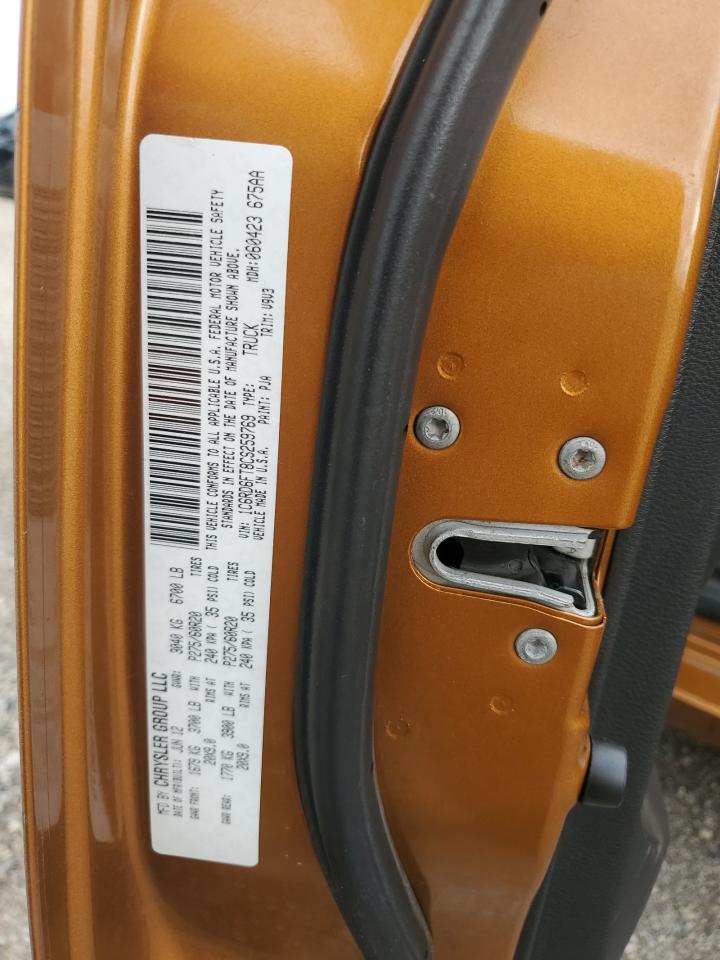 MFD BY CHRYSLER GROUP LLC
DATE OF MFR(BUILT): JUN 12 GVWR: 3040 KG 6700 LB
GAWR FRONT: 1679 KG 3700 LB WITH P275/60R20 TIRES
20X9.0 RIMS AT 240 KPA ( 35 PSI) COLD
GAWR REAR: 1770 KG 3900 LB WITH P275/60R20 TIRES
20X9.0 RIMS AT 240 KPA ( 35 PSI) COLD
THIS VEHICLE CONFORMS TO ALL APPLICABLE U.S.A. FEDERAL MOTOR VEHICLE SAFETY
STANDARDS IN EFFECT ON THE DATE OF MANUFACTURE SHOWN ABOVE.
VIN: 1C6RD6FT8CS259769 TYPE: TRUCK MDH:060423 675AA
VEHICLE MADE IN U.S.A. PAINT: PJA TRIM: V9V3